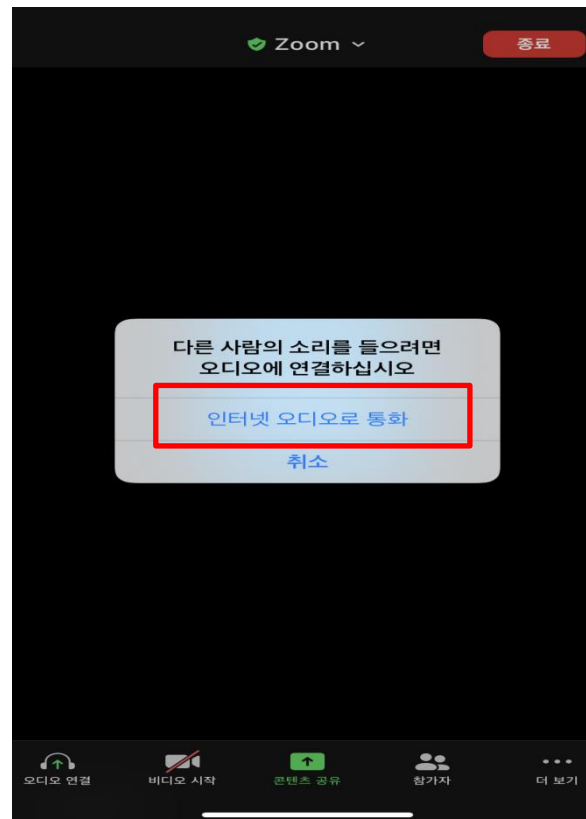 Zoom
종료
다른 사람의 소리를 들으려면
오디오에 연결하십시오
인터넷 오디오로 통화
취소
오디오 연결 비디오 시작 콘텐츠 공유 참가자 더 보기